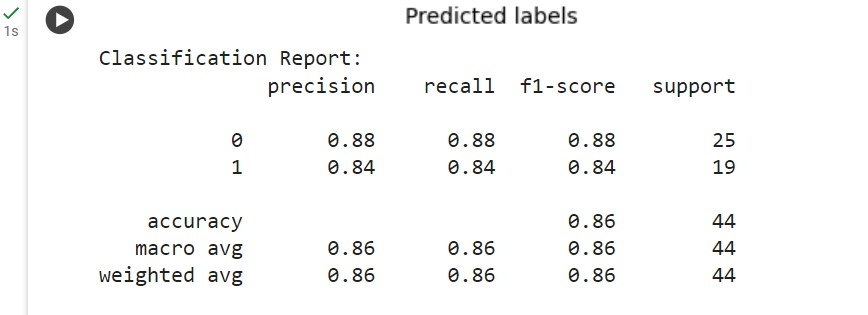 1s
Predicted labels
Classification Report:
precision recall f1-score support
0 0.88 0.88 0.88 25
1 0.84 0.84 0.84 19
accuracy 0.86 44
macro avg 0.86 0.86 0.86 44
weighted avg 0.86 0.86 0.86 44